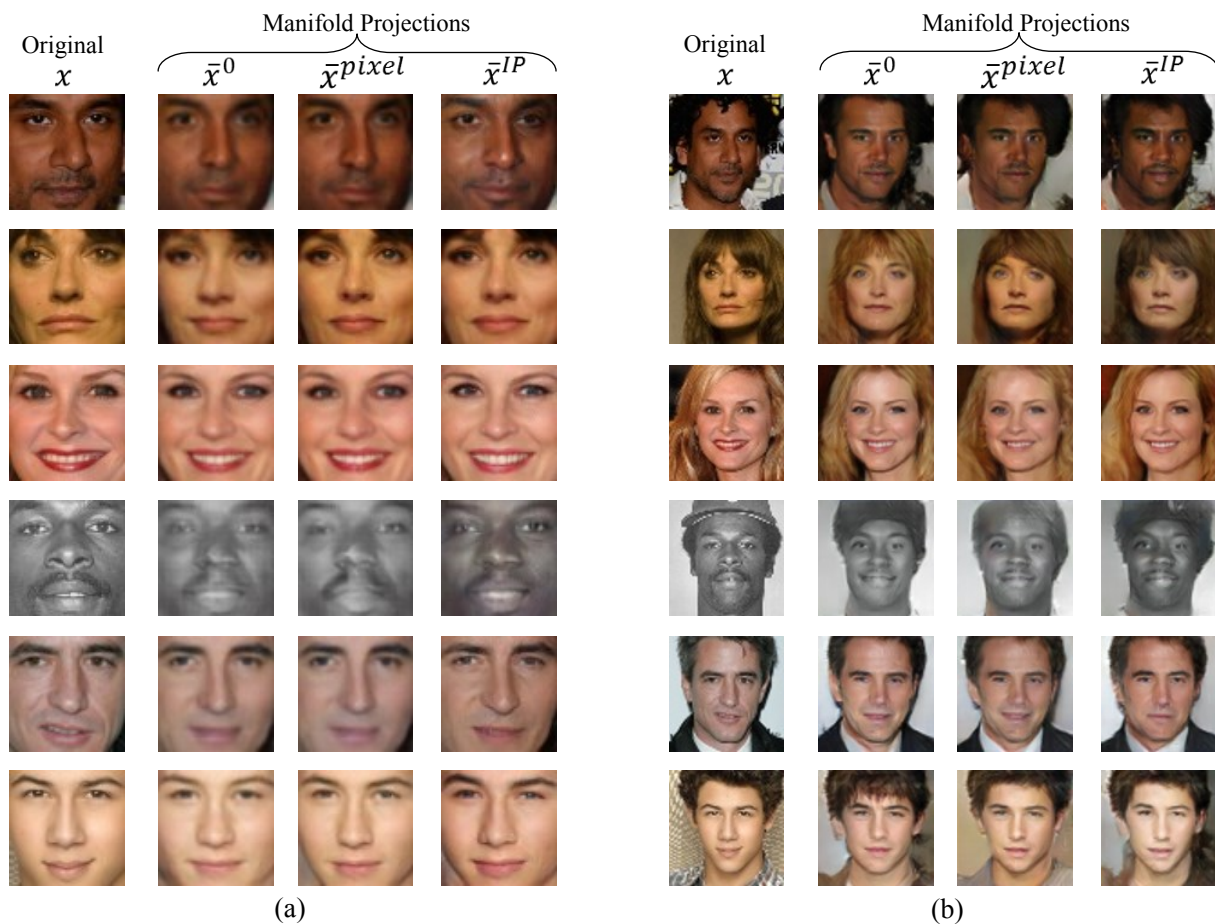 Manifold Projections
Original
x x̄⁰ x̄ᵖⁱˣᵉˡ x̄ᴵᴾ
Manifold Projections
Original
x x̄⁰ x̄ᵖⁱˣᵉˡ x̄ᴵᴾ
(a)
(b)